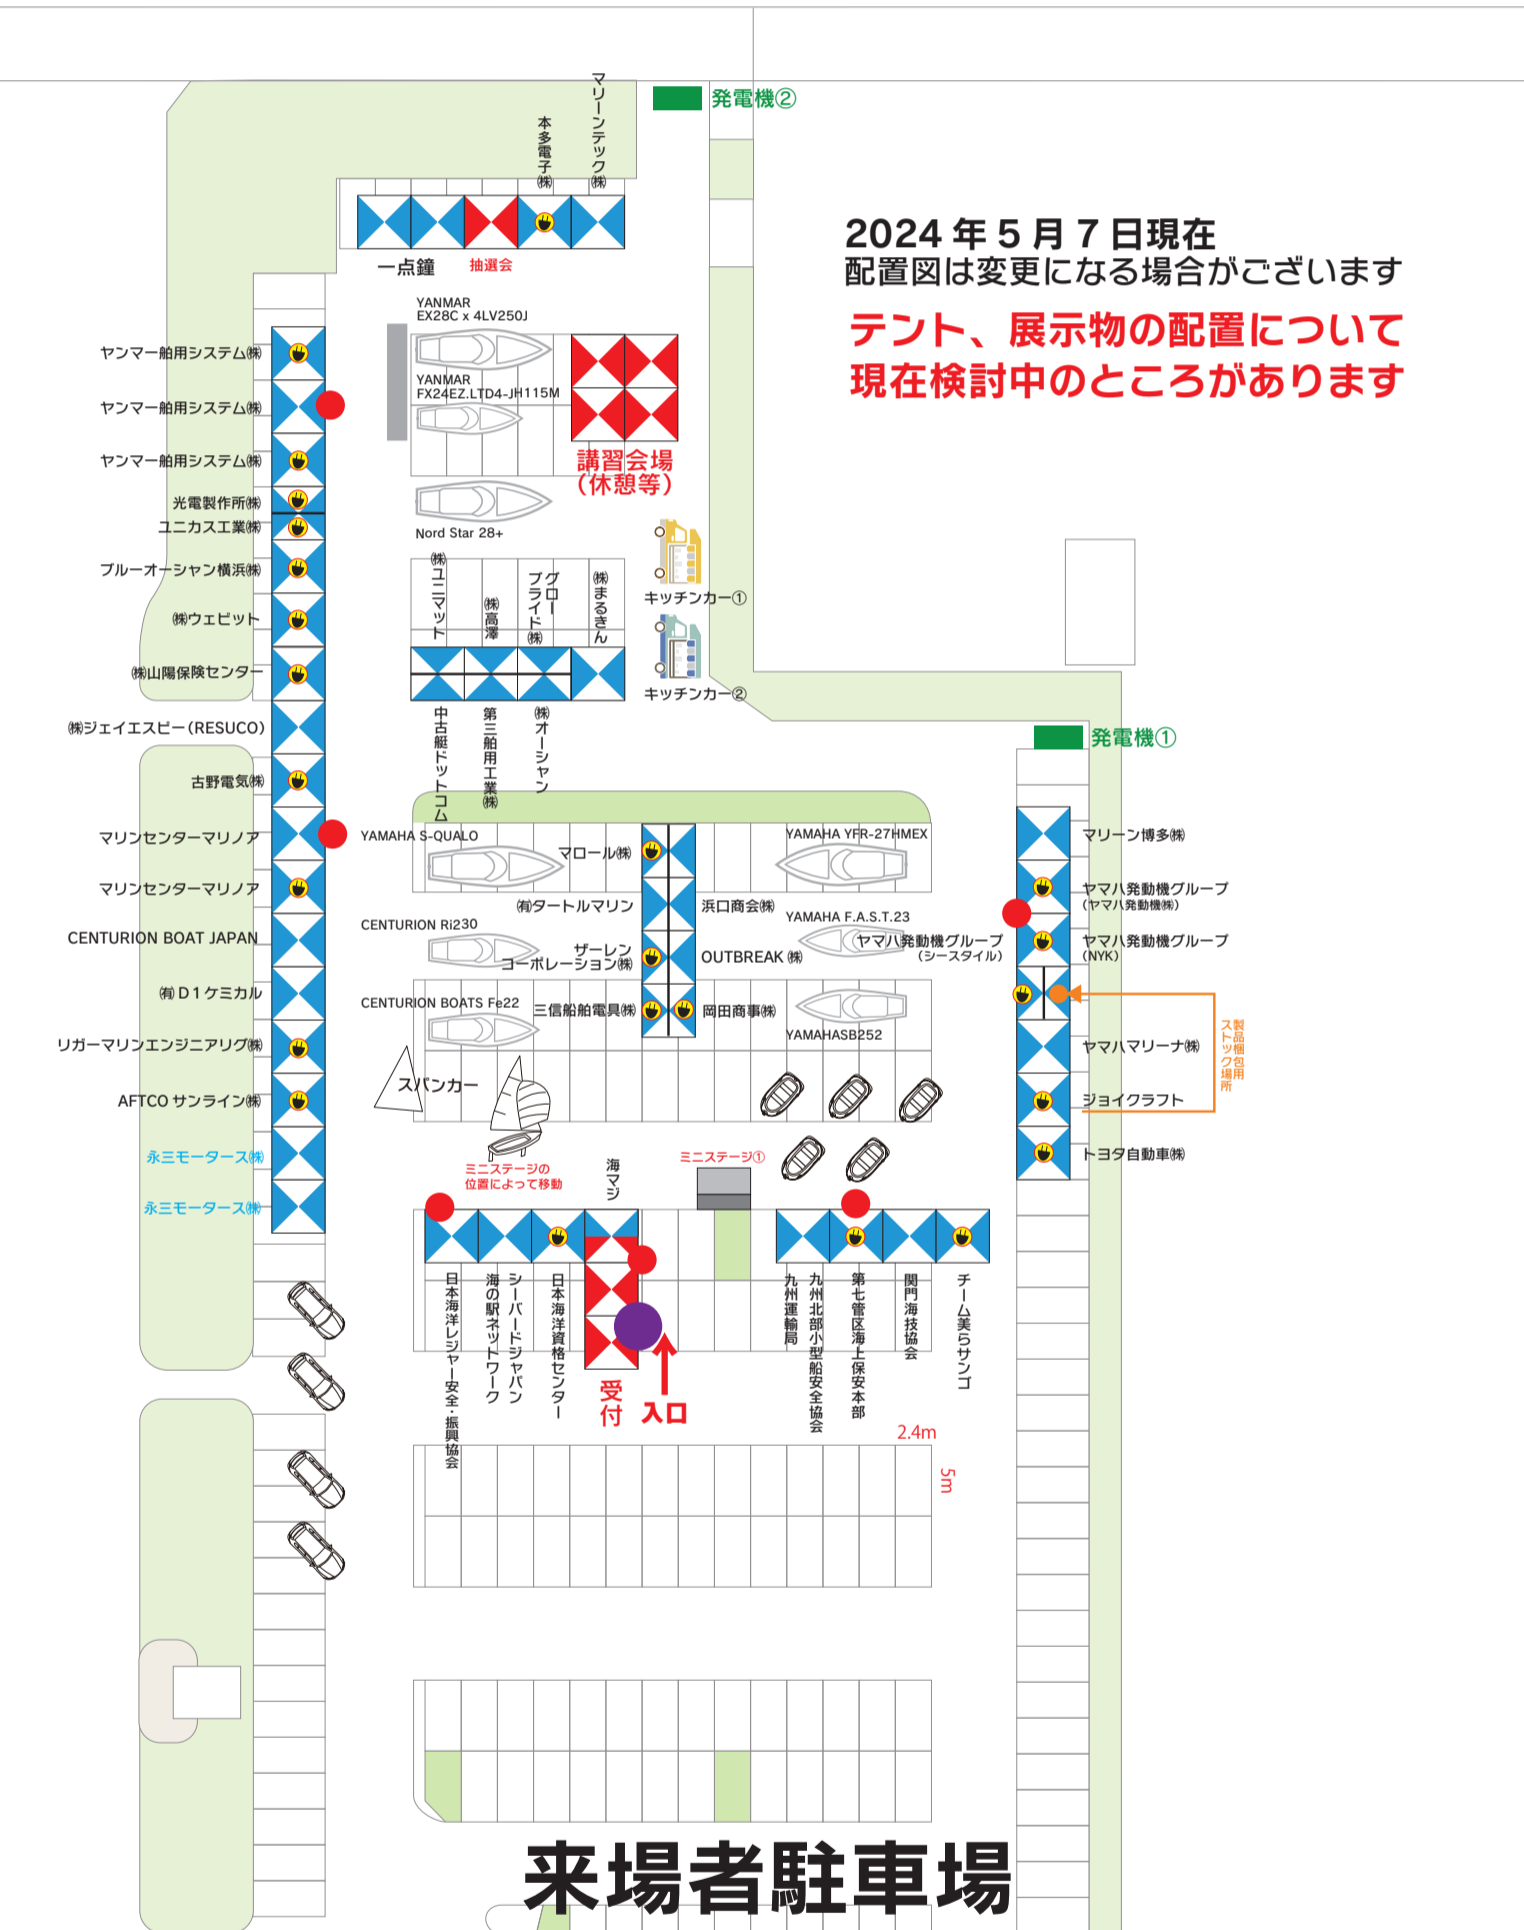 発電機②
マリーンテック㈱
本多電子㈱
一点鐘
抽選会
2024 年 5 月 7 日現在
配置図は変更になる場合がございます
テント、展示物の配置について
現在検討中のところがあります
YANMAR
EX28C x 4LV250J
YANMAR
FX24EZ.LTD4-JH115M
講習会場
（休憩等）
Nord Star 28+
キッチンカー①
キッチンカー②
ヤンマー舶用システム㈱
ヤンマー舶用システム㈱
ヤンマー舶用システム㈱
光電製作所㈱
ユニカス工業㈱
ブルーオーシャン横浜㈱
㈱ウェビット
㈱山陽保険センター
㈱ジェイエスピー（RESUCO）
古野電気㈱
マリンセンターマリノア
マリンセンターマリノア
CENTURION BOAT JAPAN
㈲Ｄ１ケミカル
リガーマリンエンジニアリグ㈱
AFTCO サンライン㈱
永三モータース㈱
永三モータース㈱
㈱ユニマット
㈱高澤
グロー
ブライド㈱
㈱まるきん
中古艇ドットコム
第三舶用工業㈱
㈱オーシャン
発電機①
YAMAHA S-QUALO
マロール㈱
YAMAHA YFR-27HMEX
㈲タートルマリン
浜口商会㈱
CENTURION Ri230
YAMAHA F.A.S.T.23
ザーレン
コーポレーション㈱
OUTBREAK ㈱
ヤマハ発動機グループ
（シースタイル）
CENTURION BOATS Fe22
三信船舶電具㈱
岡田商事㈱
YAMAHASB252
マリーン博多㈱
ヤマハ発動機グループ
（ヤマハ発動機㈱）
ヤマハ発動機グループ
（NYK）
ヤマハマリーナ㈱
ジョイクラフト
トヨタ自動車㈱
製品梱包用
ストック場所
スパンカー
ミニステージの
位置によって移動
海マジ
ミニステージ①
日本海洋レジャー安全・振興協会
シーバードジャパン
海の駅ネットワーク
日本海洋資格センター
受付
入口
九州運輸局
九州北部小型船安全協会
第七管区海上保安本部
関門海技協会
チーム美らサンゴ
2.4m
5m
来場者駐車場